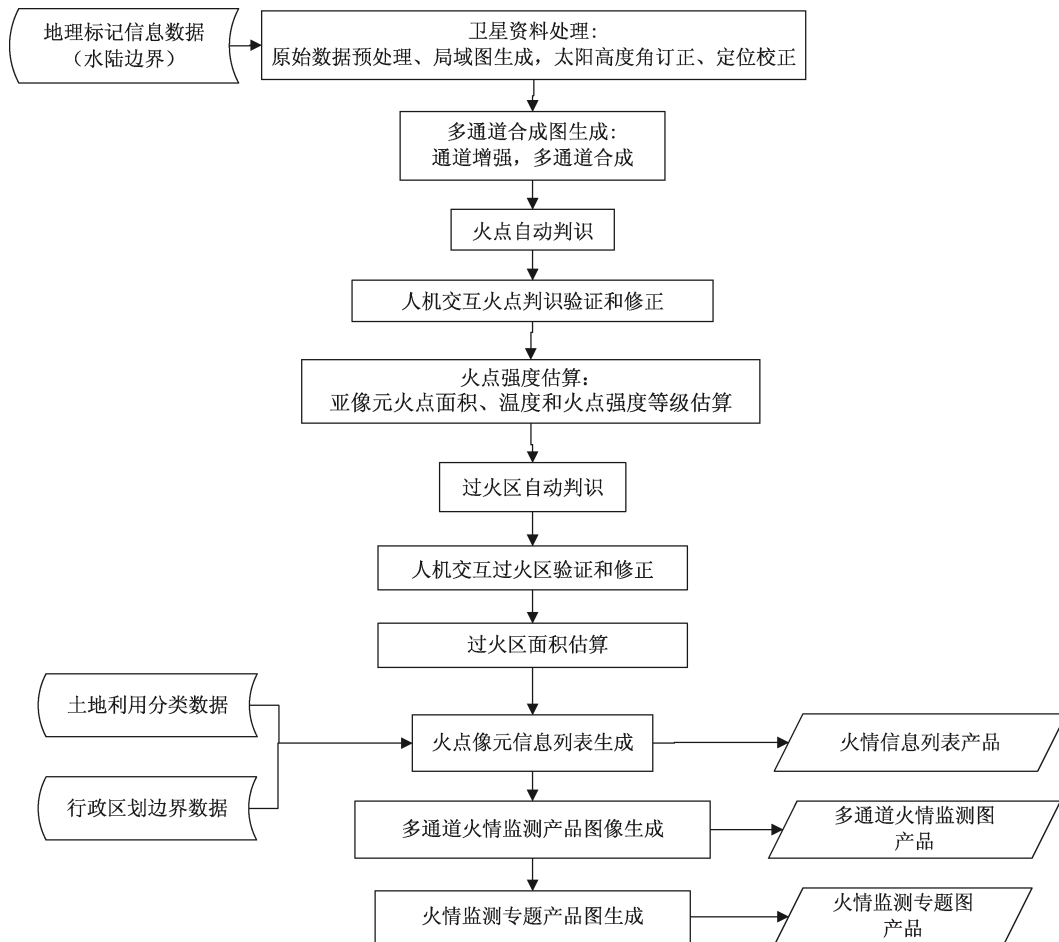 地理标记信息数据
（水陆边界）
卫星资料处理:
原始数据预处理、局域图生成，太阳高度角订正、定位校正
多通道合成图生成:
通道增强，多通道合成
火点自动判识
人机交互火点判识验证和修正
火点强度估算：
亚像元火点面积、温度和火点强度等级估算
过火区自动判识
人机交互过火区验证和修正
过火区面积估算
土地利用分类数据
行政区划边界数据
火点像元信息列表生成
火情信息列表产品
多通道火情监测产品图像生成
多通道火情监测图
产品
火情监测专题产品图生成
火情监测专题图
产品